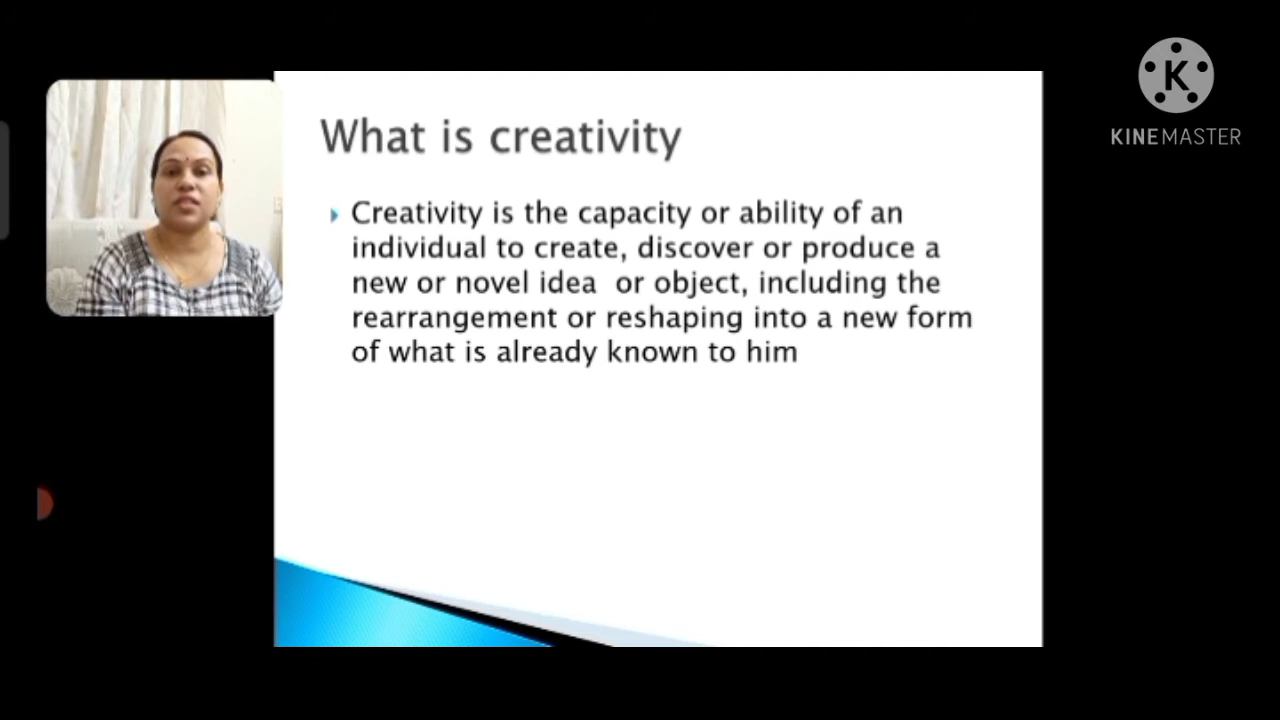 What is creativity
Creativity is the capacity or ability of an
individual to create, discover or produce a
new or novel idea or object, including the
rearrangement or reshaping into a new form
of what is already known to him
K
KINEMASTER